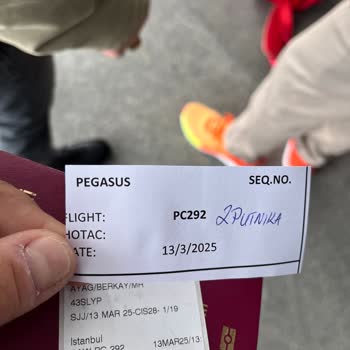 PEGASUS SEQ.NO.
FLIGHT: PC292 2PUTNIKA
HOTAC:
DATE: 13/3/2025
AYAG/BERKAY/MR
43SLYP
SJJ/13 MAR 25-CIS28- 1/19
Istanbul
PC 292 13MAR25/13: